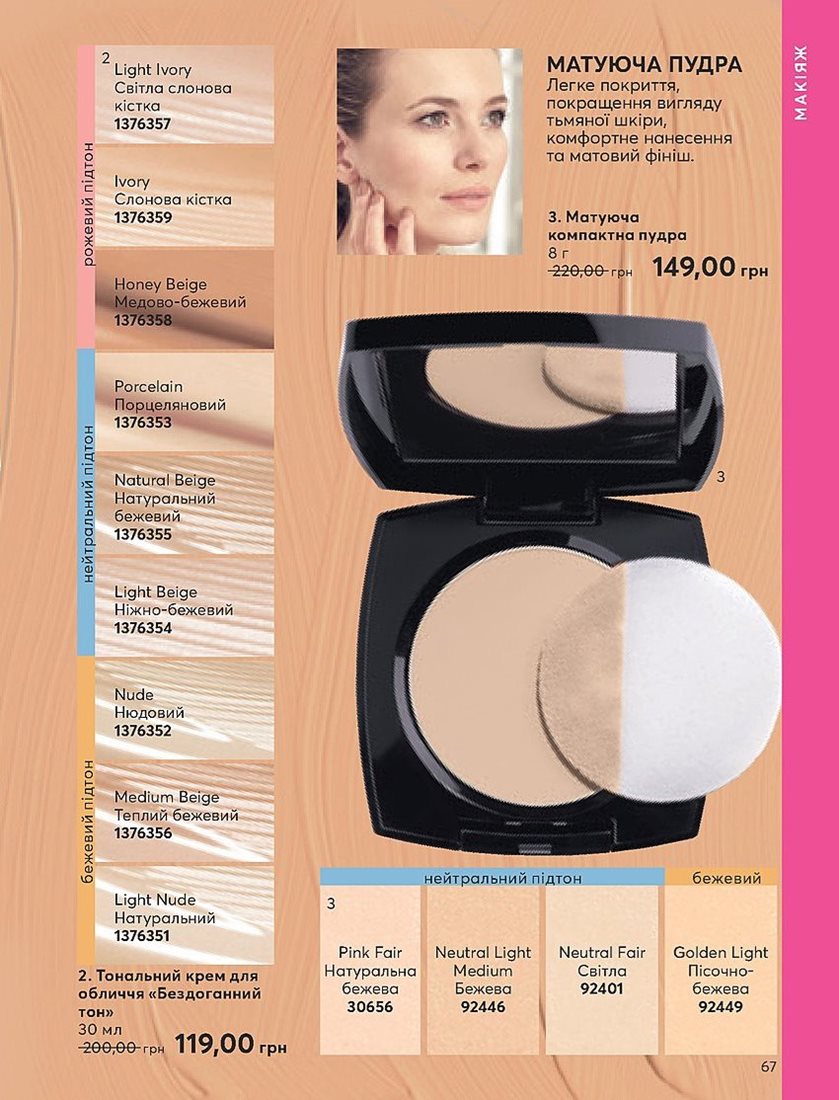 МАКІЯЖ
рожевий підтон
2
Light Ivory
Світла слонова
кістка
1376357
Ivory
Слонова кістка
1376359
Honey Beige
Медово-бежевий
1376358
нейтральний підтон
Porcelain
Порцеляновий
1376353
Natural Beige
Натуральний
бежевий
1376355
Light Beige
Ніжно-бежевий
1376354
бежевий підтон
Nude
Нюдовий
1376352
Medium Beige
Теплий бежевий
1376356
Light Nude
Натуральний
1376351
2. Тональний крем для
обличчя «Бездоганний
тон»
30 мл
200,00 грн 119,00 грн
МАТУЮЧА ПУДРА
Легке покриття,
покращення вигляду
тьмяної шкіри,
комфортне нанесення
та матовий фініш.
3. Матуюча
компактна пудра
8 г
220,00 грн 149,00 грн
3
нейтральний підтон
бежевий
3
Pink Fair
Натуральна
бежева
30656
Neutral Light
Medium
Бежева
92446
Neutral Fair
Світла
92401
Golden Light
Пісочно-
бежева
92449
67